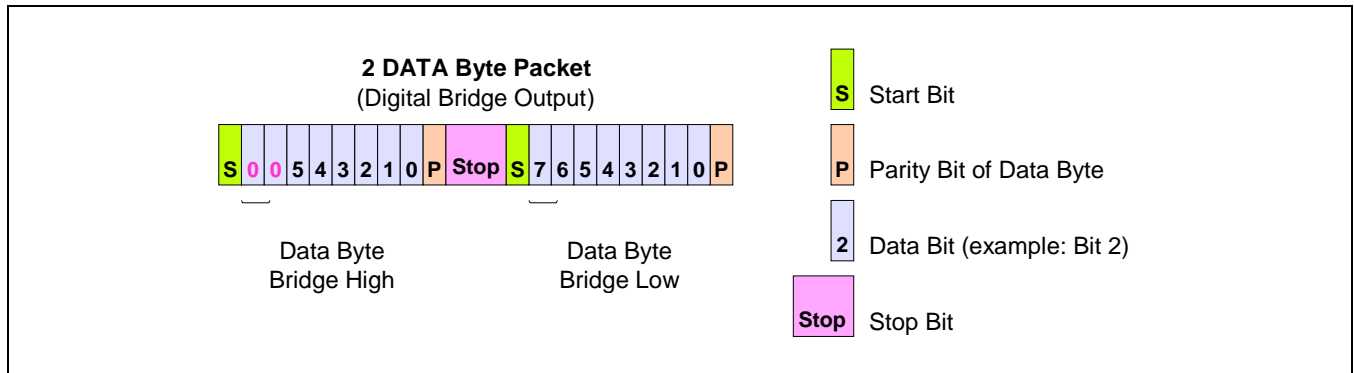 2 DATA Byte Packet
(Digital Bridge Output)
S 0 0 5 4 3 2 1 0 P Stop S 7 6 5 4 3 2 1 0 P
Data Byte
Bridge High
Data Byte
Bridge Low
S Start Bit
P Parity Bit of Data Byte
2 Data Bit (example: Bit 2)
Stop Stop Bit